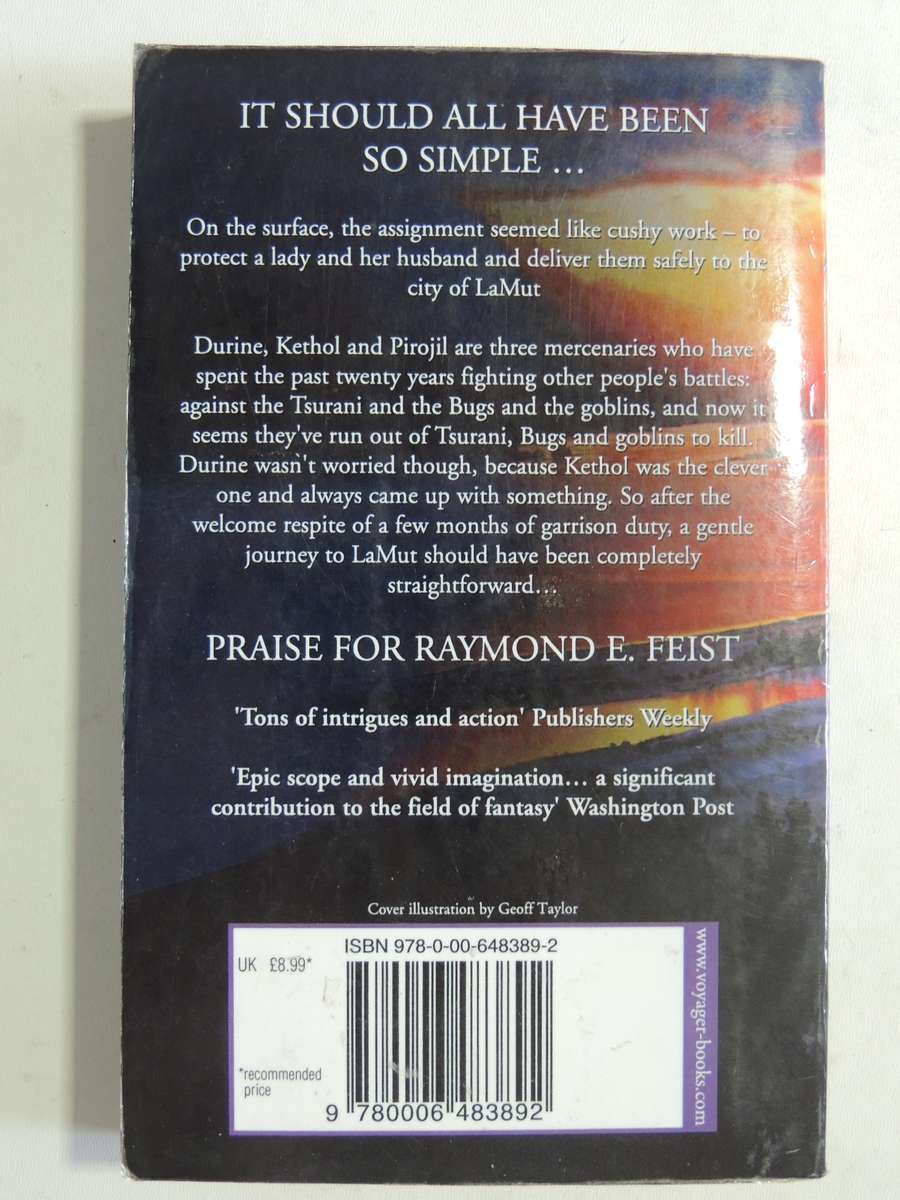 IT SHOULD ALL HAVE BEEN
SO SIMPLE ...
On the surface, the assignment seemed like cushy work – to
protect a lady and her husband and deliver them safely to the
city of LaMut
Durine, Kethol and Pirojil are three mercenaries who have
spent the past twenty years fighting other people's battles:
against the Tsurani and the Bugs and the goblins, and now it
seems they've run out of Tsurani, Bugs and goblins to kill.
Durine wasn't worried though, because Kethol was the clever
one and always came up with something. So after the
welcome respite of a few months of garrison duty, a gentle
journey to LaMut should have been completely
straightforward...
PRAISE FOR RAYMOND E. FEIST
'Tons of intrigues and action' Publishers Weekly
'Epic scope and vivid imagination... a significant
contribution to the field of fantasy' Washington Post
Cover illustration by Geoff Taylor
ISBN 978-0-00-648389-2
UK £8.99*
*recommended
price
9 780006 483892
www.voyager-books.com